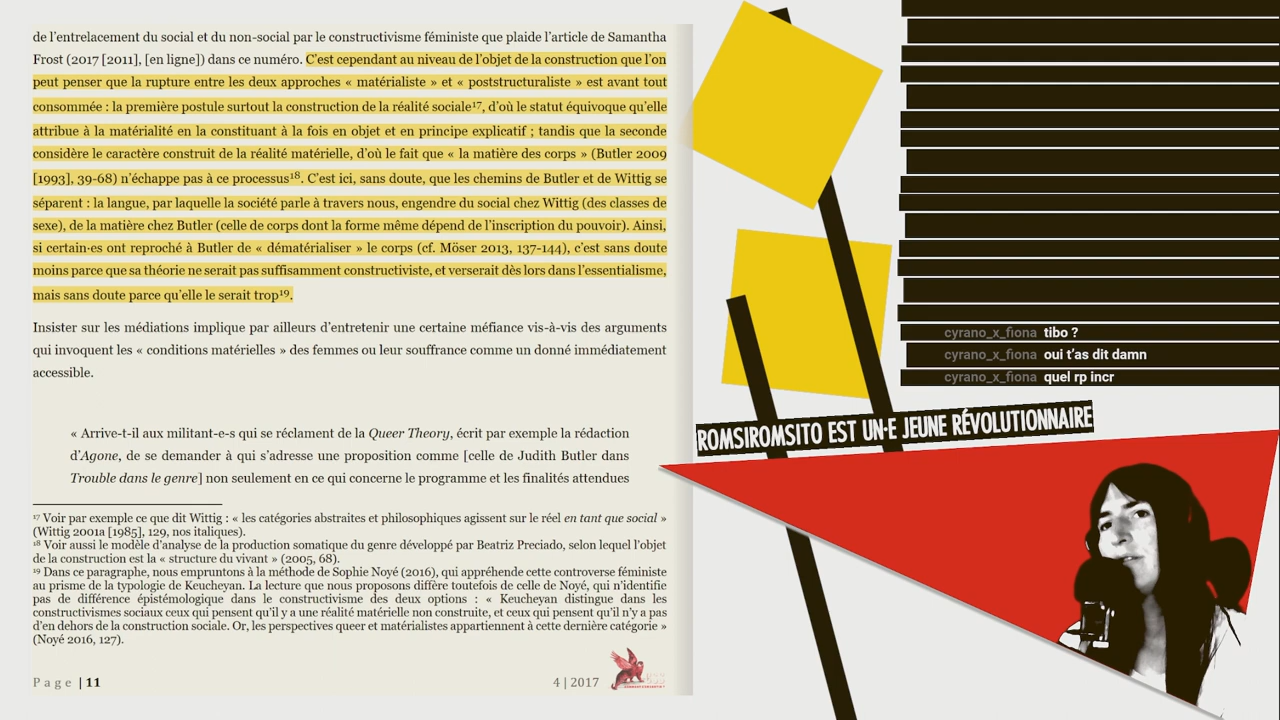 de l'entrelacement du social et du non-social par le constructivisme féministe que plaide l'article de Samantha
Frost (2017 [2011], [en ligne]) dans ce numéro. C'est cependant au niveau de l'objet de la construction que l'on
peut penser que la rupture entre les deux approches « matérialiste » et « poststructuraliste » est avant tout
consommée : la première postule surtout la construction de la réalité sociale¹⁷, d'où le statut équivoque qu'elle
attribue à la matérialité en la constituant à la fois en objet et en principe explicatif ; tandis que la seconde
considère le caractère construit de la réalité matérielle, d'où le fait que « la matière des corps » (Butler 2009
[1993], 39-68) n'échappe pas à ce processus¹⁸. C'est ici, sans doute, que les chemins de Butler et de Wittig se
séparent : la langue, par laquelle la société parle à travers nous, engendre du social chez Wittig (des classes de
sexe), de la matière chez Butler (celle de corps dont la forme même dépend de l'inscription du pouvoir). Ainsi,
si certain·es ont reproché à Butler de « dématérialiser » le corps (cf. Möser 2013, 137-144), c'est sans doute
moins parce que sa théorie ne serait pas suffisamment constructiviste, et verserait dès lors dans l'essentialisme,
mais sans doute parce qu'elle le serait trop¹⁹.
Insister sur les médiations implique par ailleurs d'entretenir une certaine méfiance vis-à-vis des arguments
qui invoquent les « conditions matérielles » des femmes ou leur souffrance comme un donné immédiatement
accessible.
« Arrive-t-il aux militant-e-s qui se réclament de la Queer Theory, écrit par exemple la rédaction
d'Agone, de se demander à qui s'adresse une proposition comme [celle de Judith Butler dans
Trouble dans le genre] non seulement en ce qui concerne le programme et les finalités attendues
¹⁷ Voir par exemple ce que dit Wittig : « les catégories abstraites et philosophiques agissent sur le réel en tant que social »
(Wittig 2001a [1985], 129, nos italiques).
¹⁸ Voir aussi le modèle d'analyse de la production somatique du genre développé par Beatriz Preciado, selon lequel l'objet
de la construction est la « structure du vivant » (2005, 68).
¹⁹ Dans ce paragraphe, nous empruntons à la méthode de Sophie Noyé (2016), qui appréhende cette controverse féministe
au prisme de la typologie de Keucheyan. La lecture que nous proposons diffère toutefois de celle de Noyé, qui n'identifie
pas de différence épistémologique dans le constructivisme des deux options : « Keucheyan distingue dans les
constructivismes sociaux ceux qui pensent qu'il y a une réalité matérielle non construite, et ceux qui pensent qu'il n'y a pas
d'en dehors de la construction sociale. Or, les perspectives queer et matérialistes appartiennent à cette dernière catégorie »
(Noyé 2016, 127).
Page | 11
4 | 2017
cyrano_x_fiona tibo ?
cyrano_x_fiona oui t'as dit damn
cyrano_x_fiona quel rp incr
ROMSIROMSITO EST UN·E JEUNE RÉVOLUTIONNAIRE